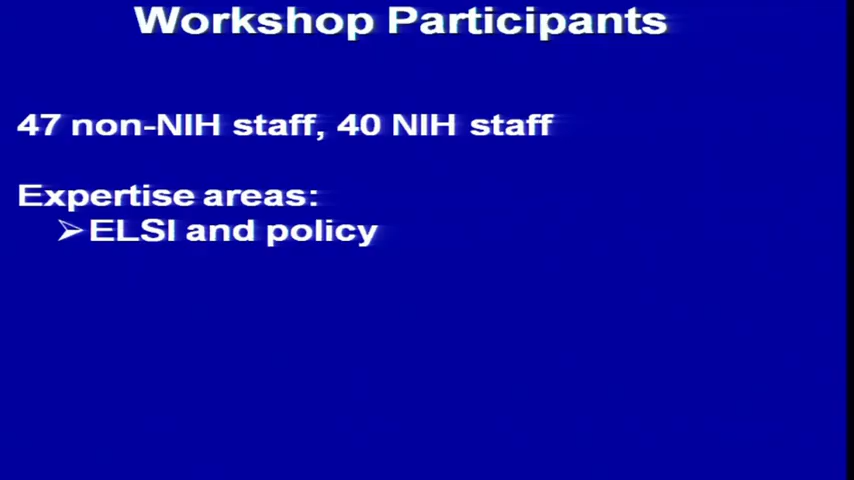 Workshop Participants
47 non-NIH staff, 40 NIH staff
Expertise areas:
➢ELSI and policy